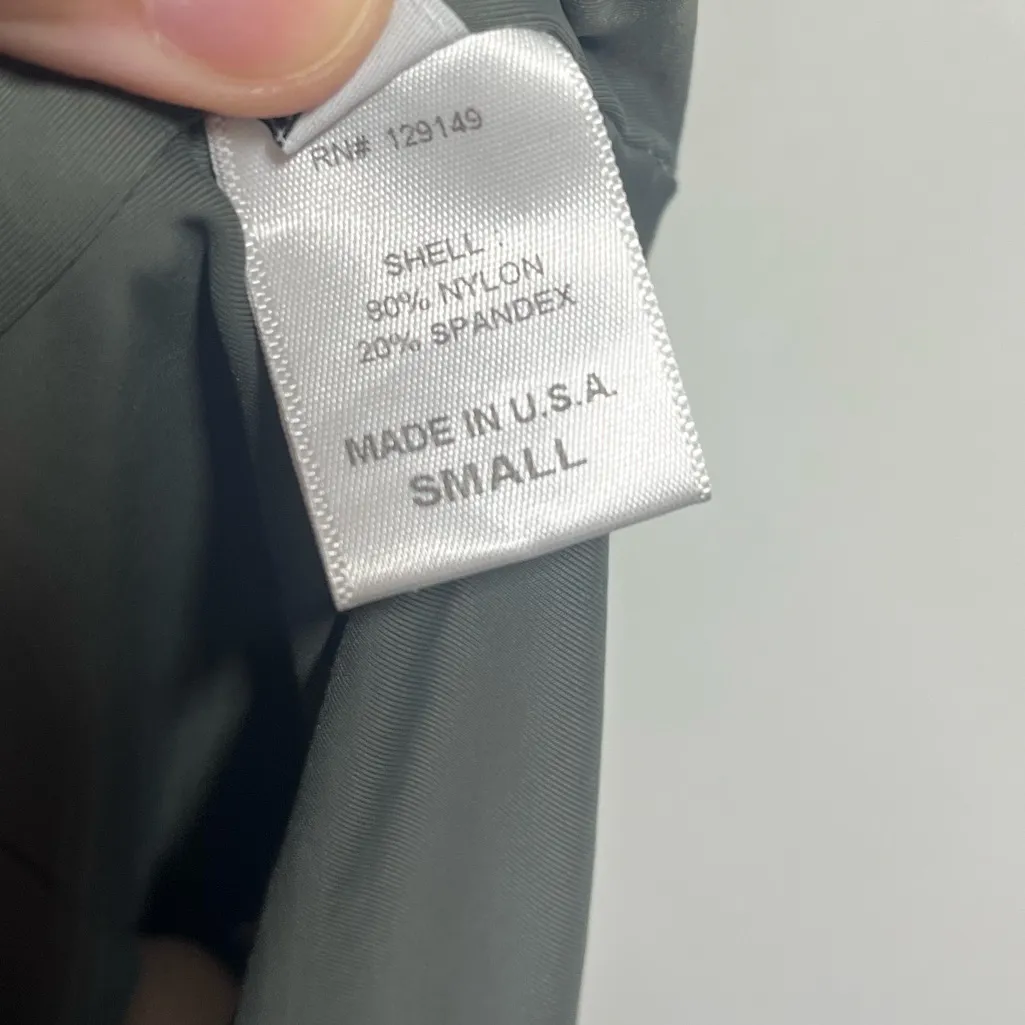 RN# 129149
SHELL :
80% NYLON
20% SPANDEX
MADE IN U.S.A.
SMALL